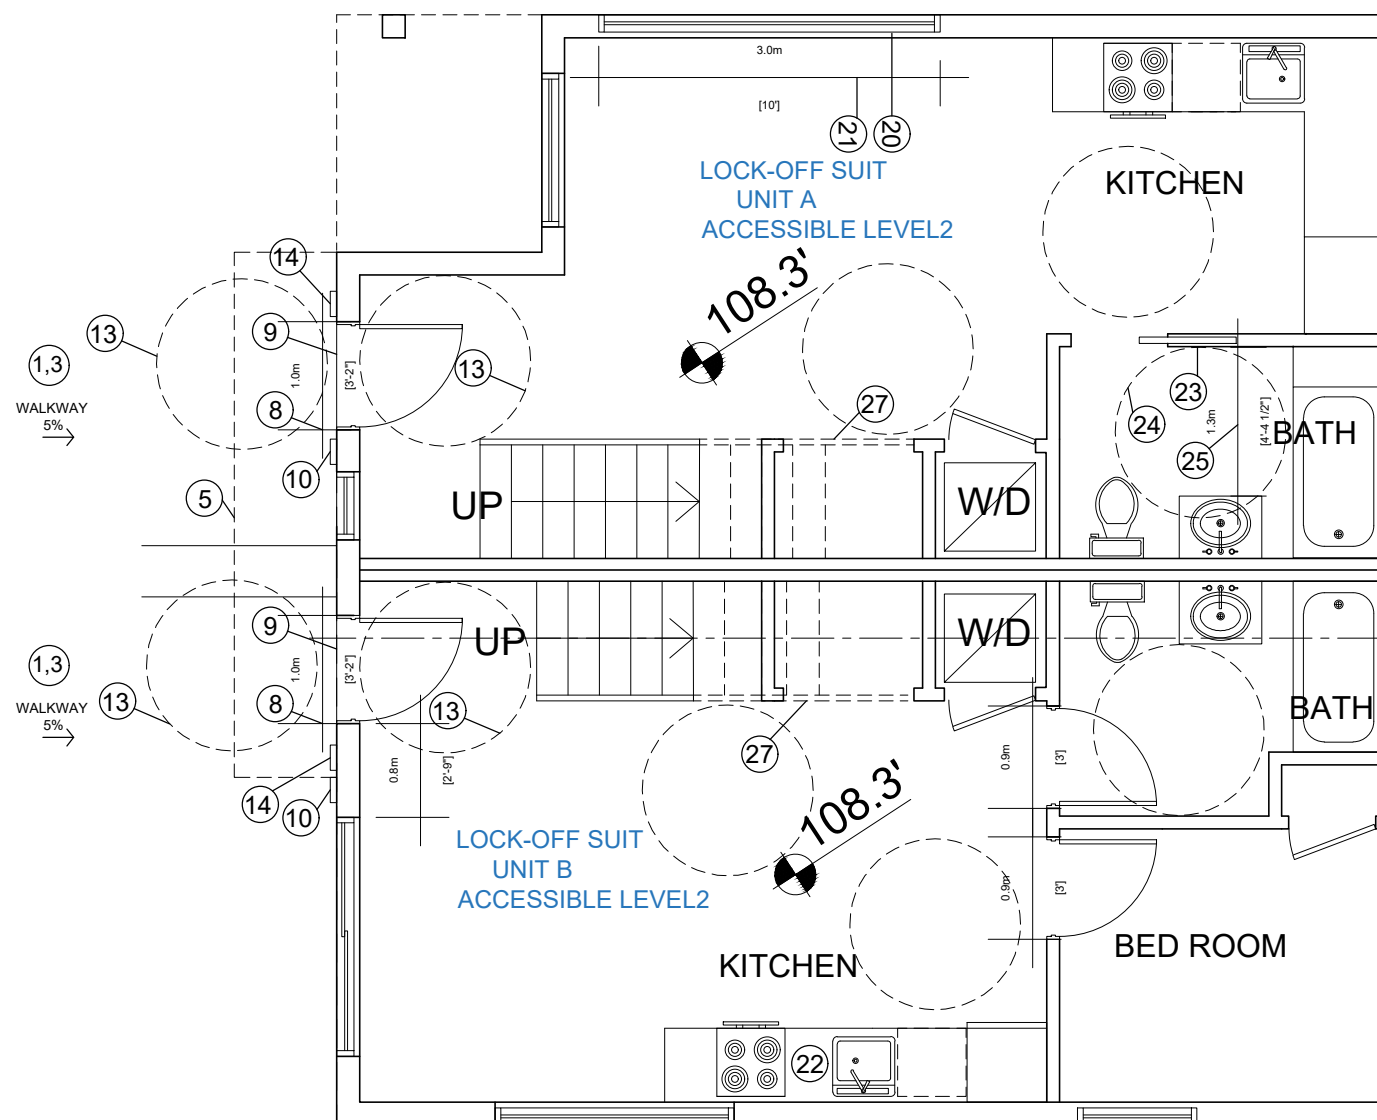 3.0m
[10']
21
20
LOCK-OFF SUIT
UNIT A
ACCESSIBLE LEVEL2
KITCHEN
108.3'
14
13
9
1,3
WALKWAY
5%
1.0m
[3'-2"]
13
8
10
5
27
23
24
1.3m
[4'-4 1/2"]
25
BATH
UP
W/D
UP
W/D
9
1,3
WALKWAY
5%
1.0m
[3'-2"]
13
8
13
14
10
0.8m
[2'-9"]
27
BATH
0.9m
[3']
108.3'
LOCK-OFF SUIT
UNIT B
ACCESSIBLE LEVEL2
0.9m
[3']
BED ROOM
KITCHEN
22